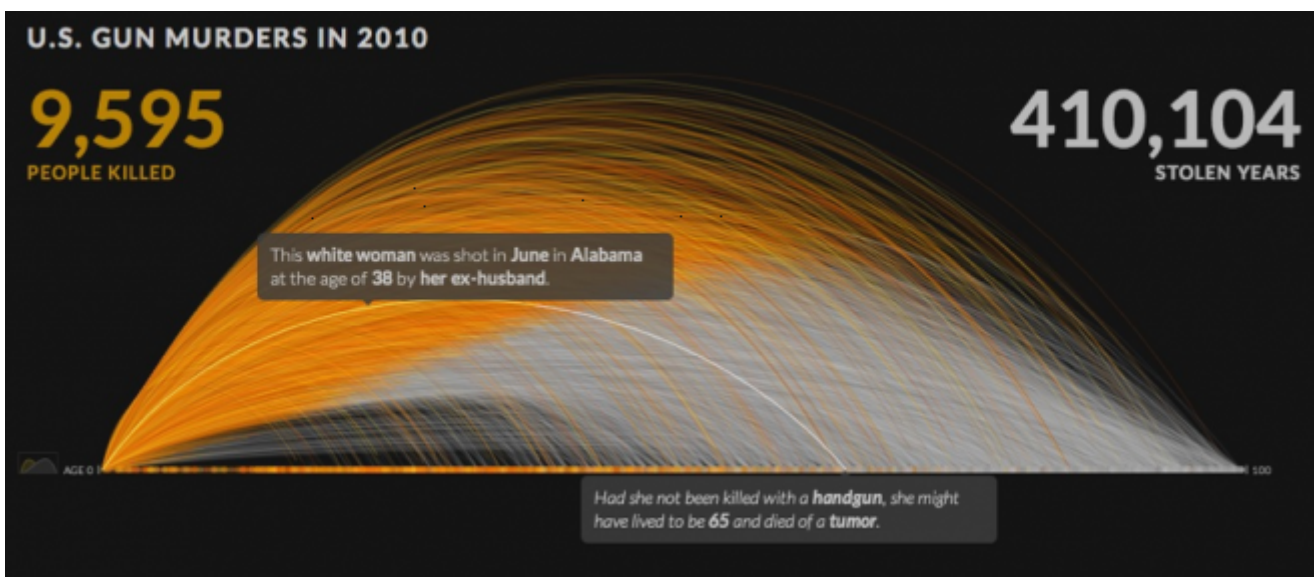 U.S. GUN MURDERS IN 2010
9,595
PEOPLE KILLED
410,104
STOLEN YEARS
This white woman was shot in June in Alabama
at the age of 38 by her ex-husband.
AGE 0
100
Had she not been killed with a handgun, she might
have lived to be 65 and died of a tumor.